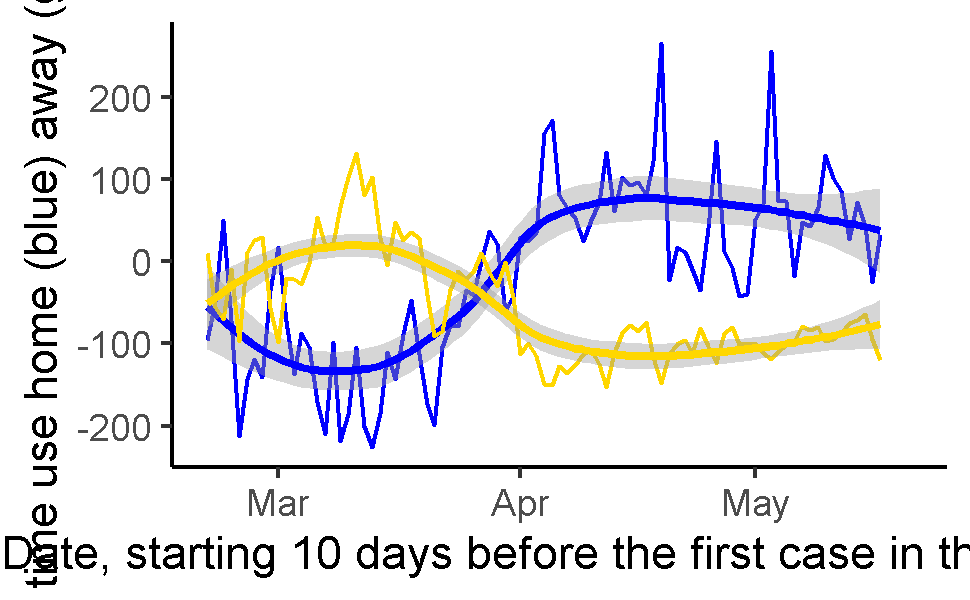 time use home (blue) away (
200
100
0
-100
-200
Mar Apr May
Date, starting 10 days before the first case in th